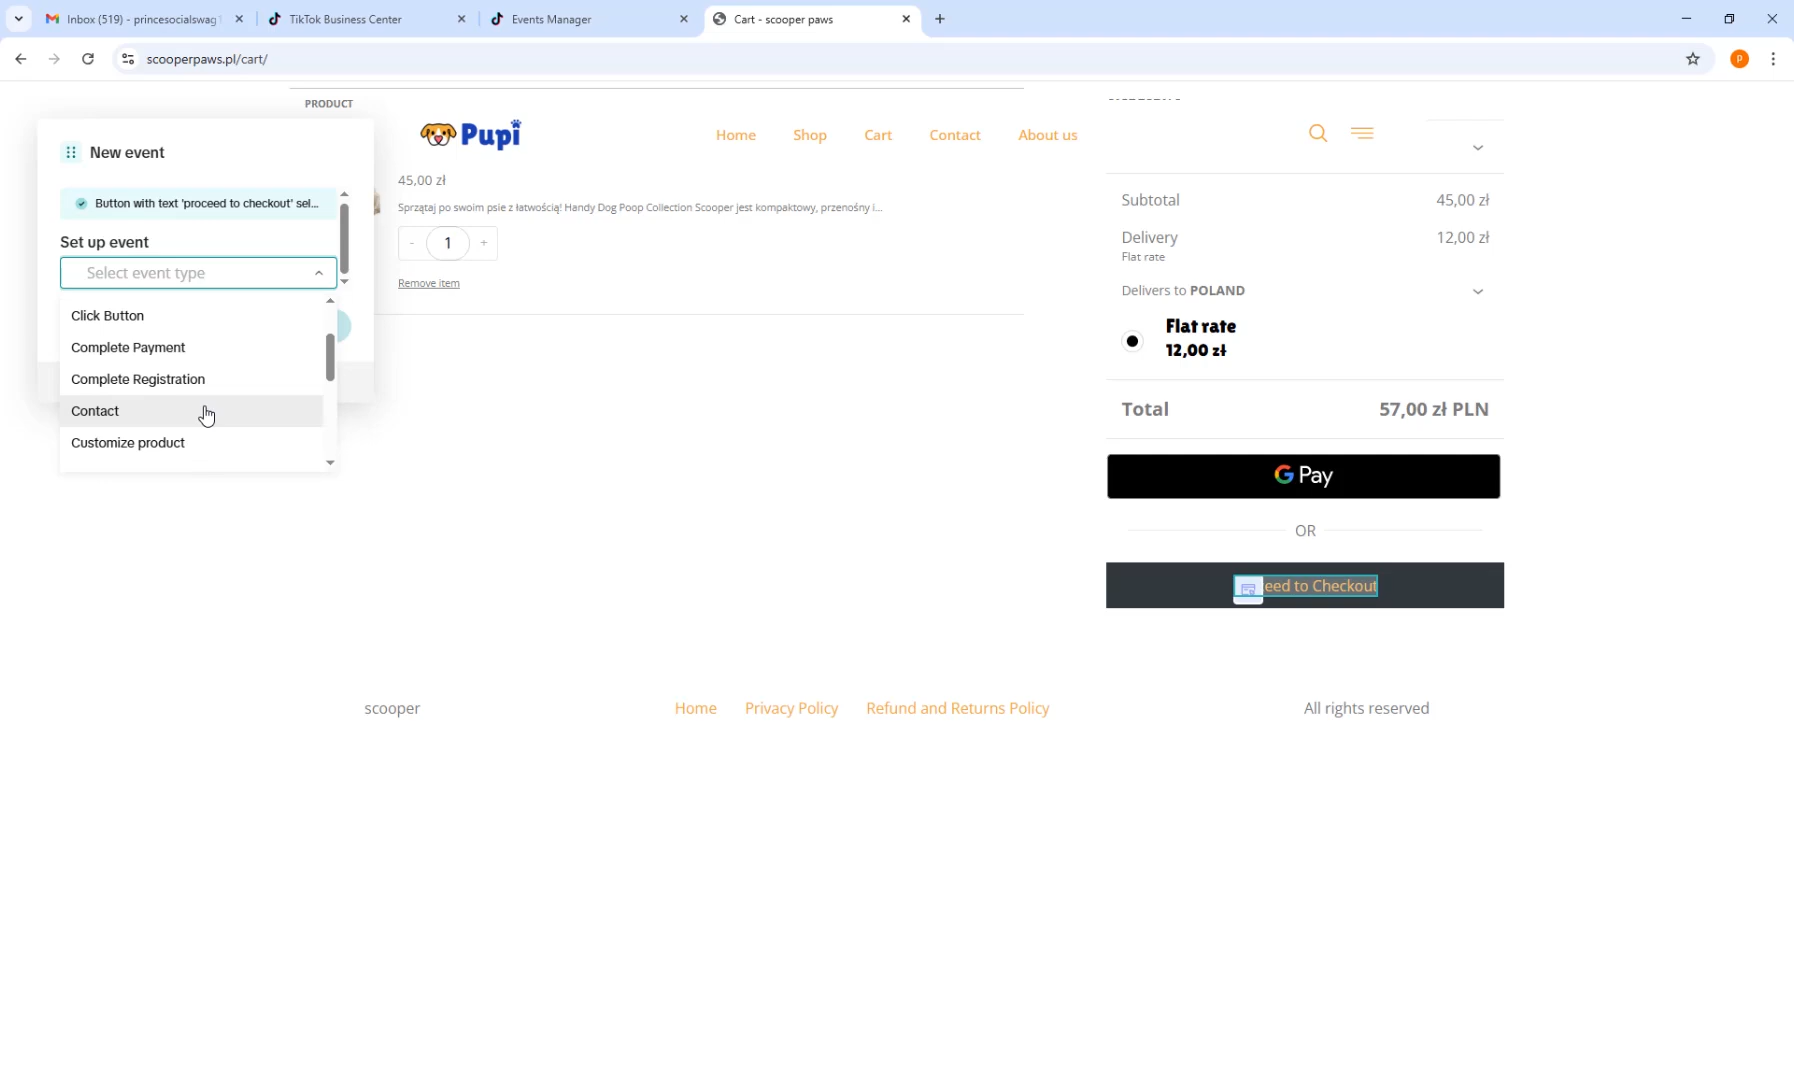 Inbox (519) - princesocialswag1
TikTok Business Center
Events Manager
Cart - scooper paws
scooperpaws.pl/cart/
P
PRODUCT
New event
Pupi
Home
Shop
Cart
Contact
About us
45,00 zł
Sprzątaj po swoim psie z łatwością! Handy Dog Poop Collection Scooper jest kompaktowy, przenośny i...
Button with text 'proceed to checkout' sel...
Set up event
Select event type
- 1 +
Remove item
Click Button
Complete Payment
Complete Registration
Contact
Customize product
Subtotal 45,00 zł
Delivery 12,00 zł
Flat rate
Delivers to POLAND
Flat rate
12,00 zł
Total 57,00 zł PLN
G Pay
OR
eed to Checkout
scooper
Home
Privacy Policy
Refund and Returns Policy
All rights reserved